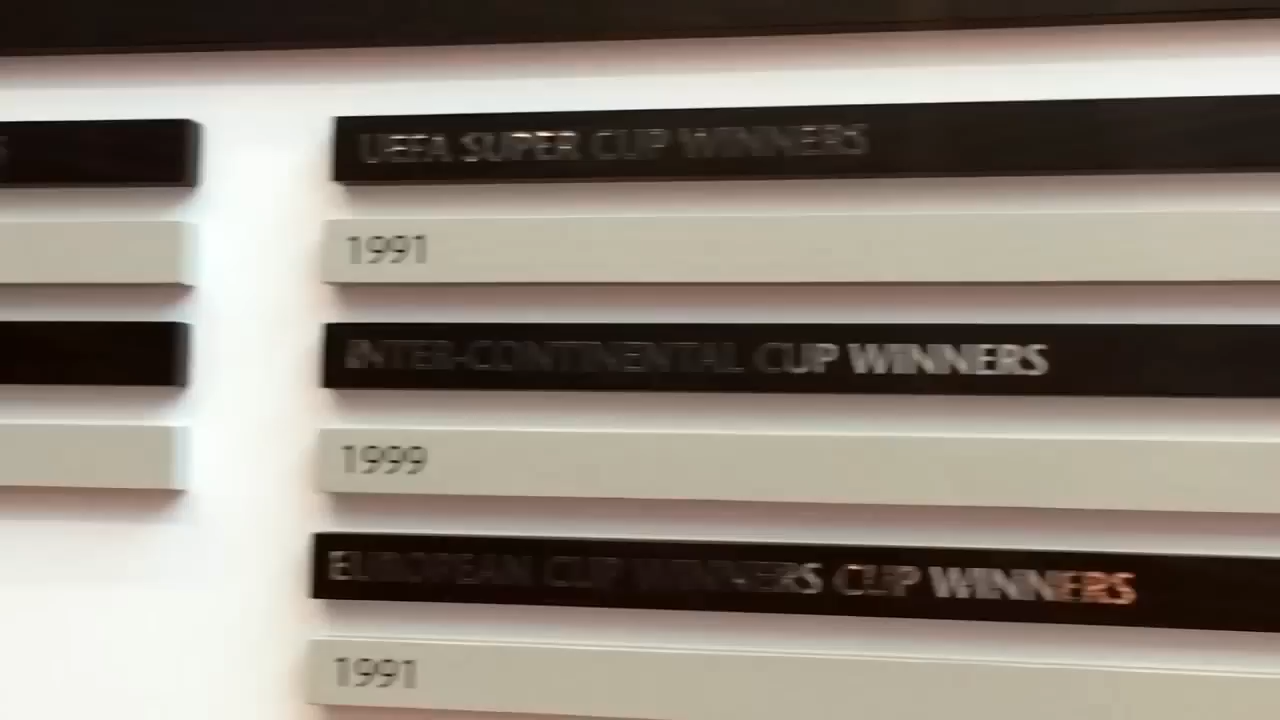 UEFA SUPER CUP WINNERS
1991
INTER-CONTINENTAL CUP WINNERS
1999
EUROPEAN CUP WINNERS CUP WINNERS
1991